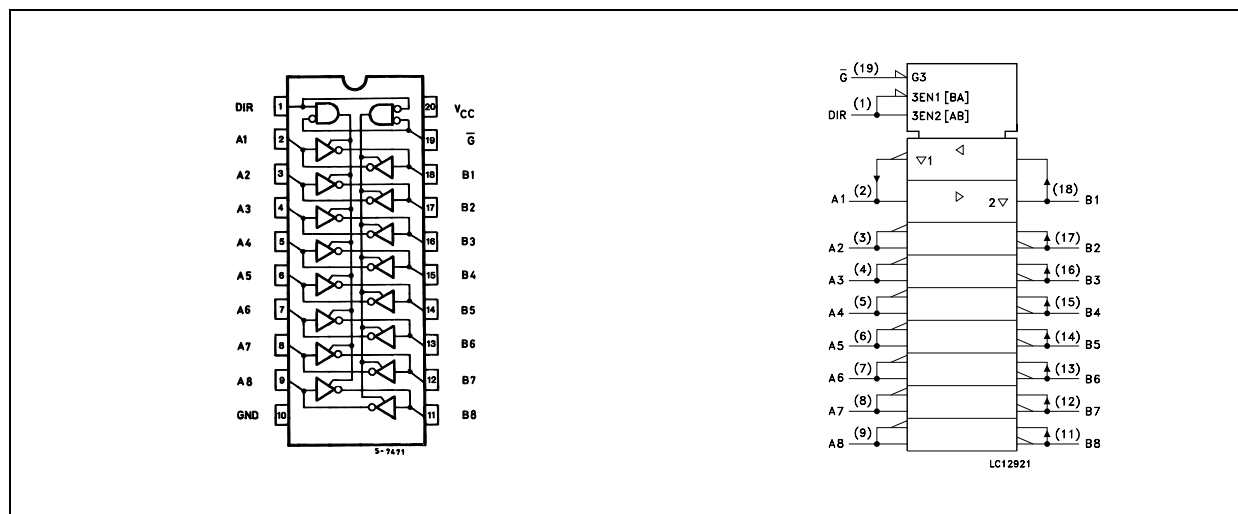 DIR 1 20 VCC
A1 2 19 G̅
A2 3 18 B1
A3 4 17 B2
A4 5 16 B3
A5 6 15 B4
A6 7 14 B5
A7 8 13 B6
A8 9 12 B7
GND 10 11 B8
S-7471
G̅ (19) G3
3EN1 [BA]
DIR (1) 3EN2 [AB]
▽1 ◁
A1 (2) ▷ 2▽ (18) B1
A2 (3) (17) B2
A3 (4) (16) B3
A4 (5) (15) B4
A5 (6) (14) B5
A6 (7) (13) B6
A7 (8) (12) B7
A8 (9) (11) B8
LC12921